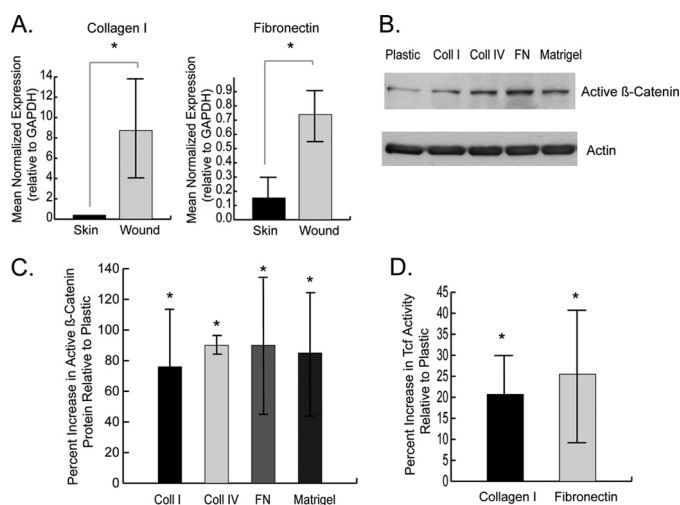 A.
Collagen I
*
Mean Normalized Expression
(relative to GAPDH)
14
12
10
8
6
4
2
0
Skin Wound
Fibronectin
*
Mean Normalized Expression
(relative to GAPDH)
0.9
0.8
0.7
0.6
0.5
0.4
0.3
0.2
0.1
0.0
Skin Wound
B.
Plastic Coll I Coll IV FN Matrigel
Active ß-Catenin
Actin
C.
Percent Increase in Active ß-Catenin
Protein Relative to Plastic
140
120
100
80
60
40
20
0
* * * *
Coll I Coll IV FN Matrigel
D.
Percent Increase in Tcf Activity
Relative to Plastic
45
40
35
30
25
20
15
10
5
0
* *
Collagen I Fibronectin